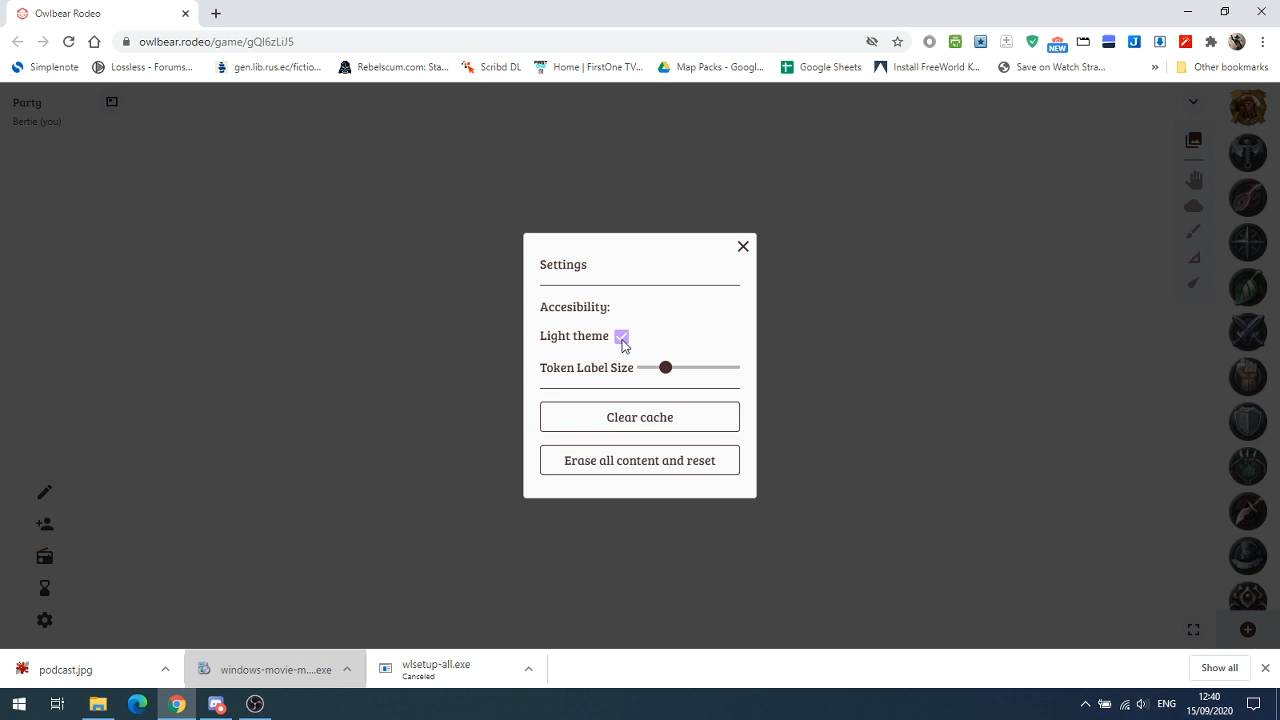 Owlbear Rodeo
owlbear.rodeo/game/gQl6zLiJ5
NEW
Simplenote
Lossless - Forums...
gen.lib.rus.ec/fictio...
Rebelscum.com: Sta...
Scribd DL
Home | FirstOne TV...
Map Packs - Googl...
Google Sheets
Install FreeWorld K...
Save on Watch Stra...
»
Other bookmarks
Party
Bertie (you)
Settings
Accesibility:
Light theme
Token Label Size
Clear cache
Erase all content and reset
podcast.jpg
windows-movie-m....exe
wlsetup-all.exe
Canceled
Show all
ENG
12:40
15/09/2020